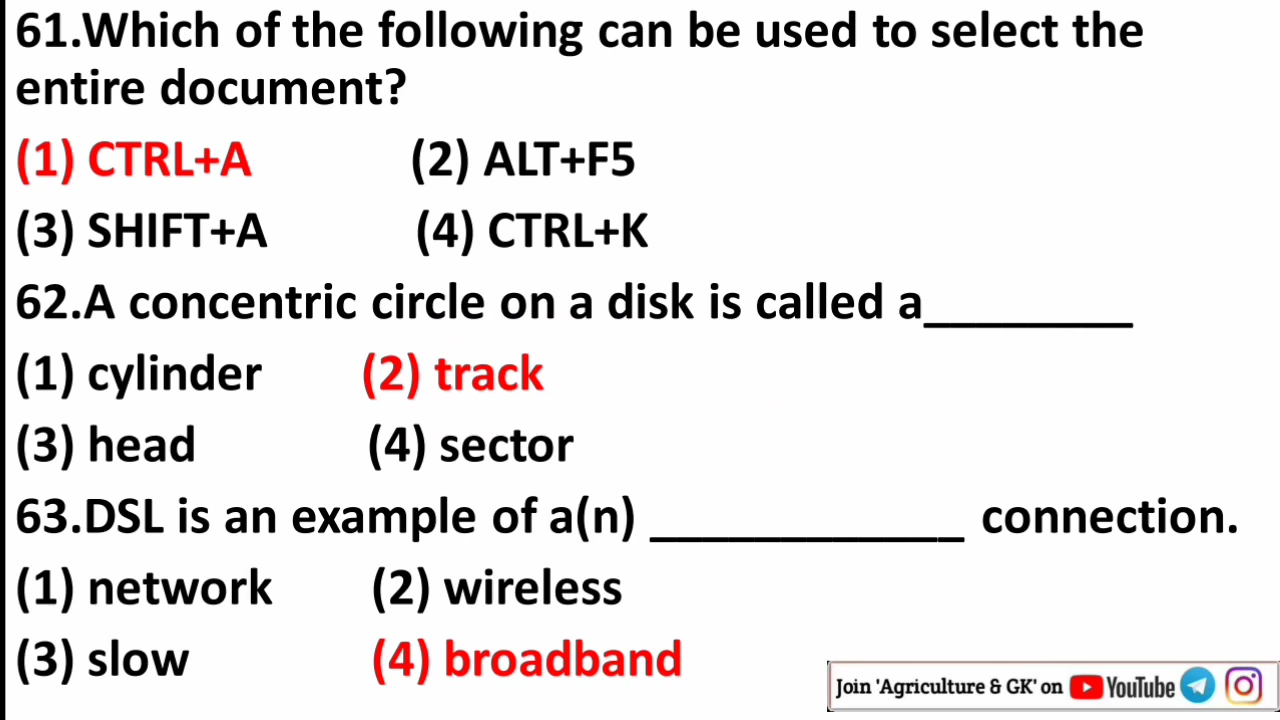 61.Which of the following can be used to select the
entire document?
(1) CTRL+A (2) ALT+F5
(3) SHIFT+A (4) CTRL+K
62.A concentric circle on a disk is called a________
(1) cylinder (2) track
(3) head (4) sector
63.DSL is an example of a(n) ____________ connection.
(1) network (2) wireless
(3) slow (4) broadband
Join 'Agriculture & GK' on YouTube